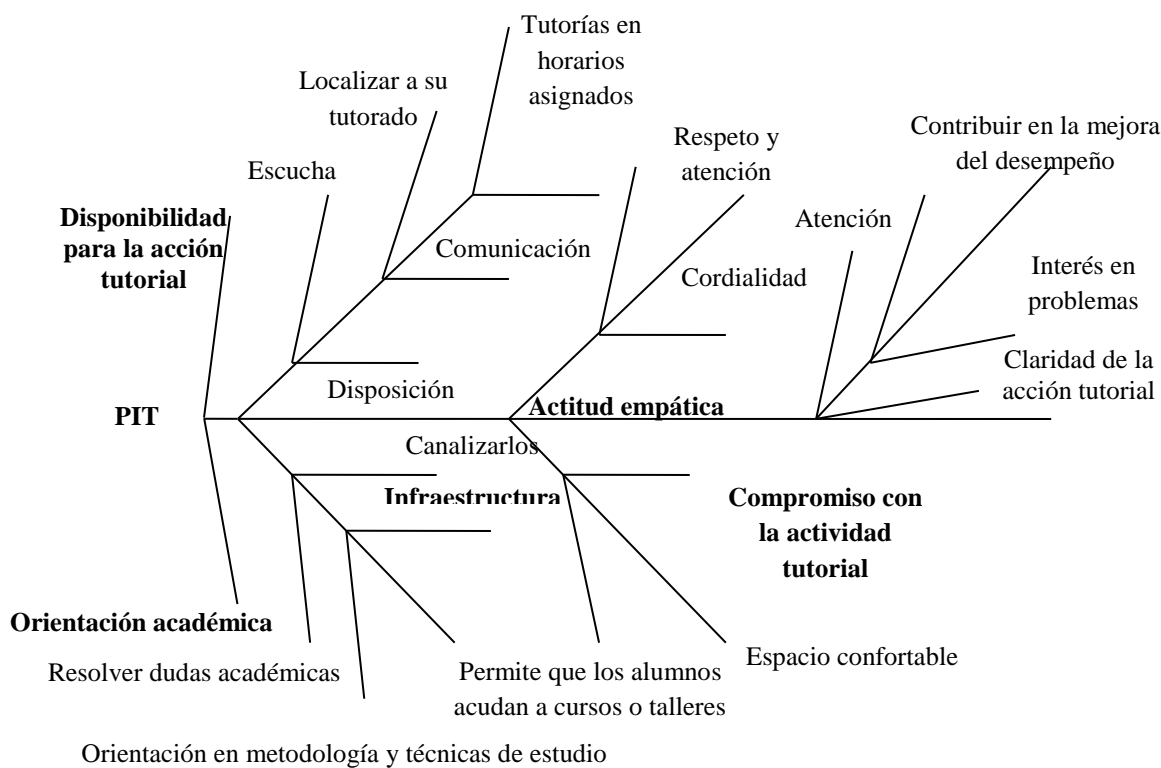 Tutorías en
horarios
asignados
Localizar a su
tutorado
Escucha
Respeto y
atención
Contribuir en la mejora
del desempeño
Disponibilidad
para la acción
tutorial
Comunicación
Atención
Cordialidad
Interés en
problemas
Disposición
Claridad de la
acción tutorial
PIT
Actitud empática
Canalizarlos
Infraestructura
Compromiso con
la actividad
tutorial
Orientación académica
Resolver dudas académicas
Permite que los alumnos
acudan a cursos o talleres
Espacio confortable
Orientación en metodología y técnicas de estudio